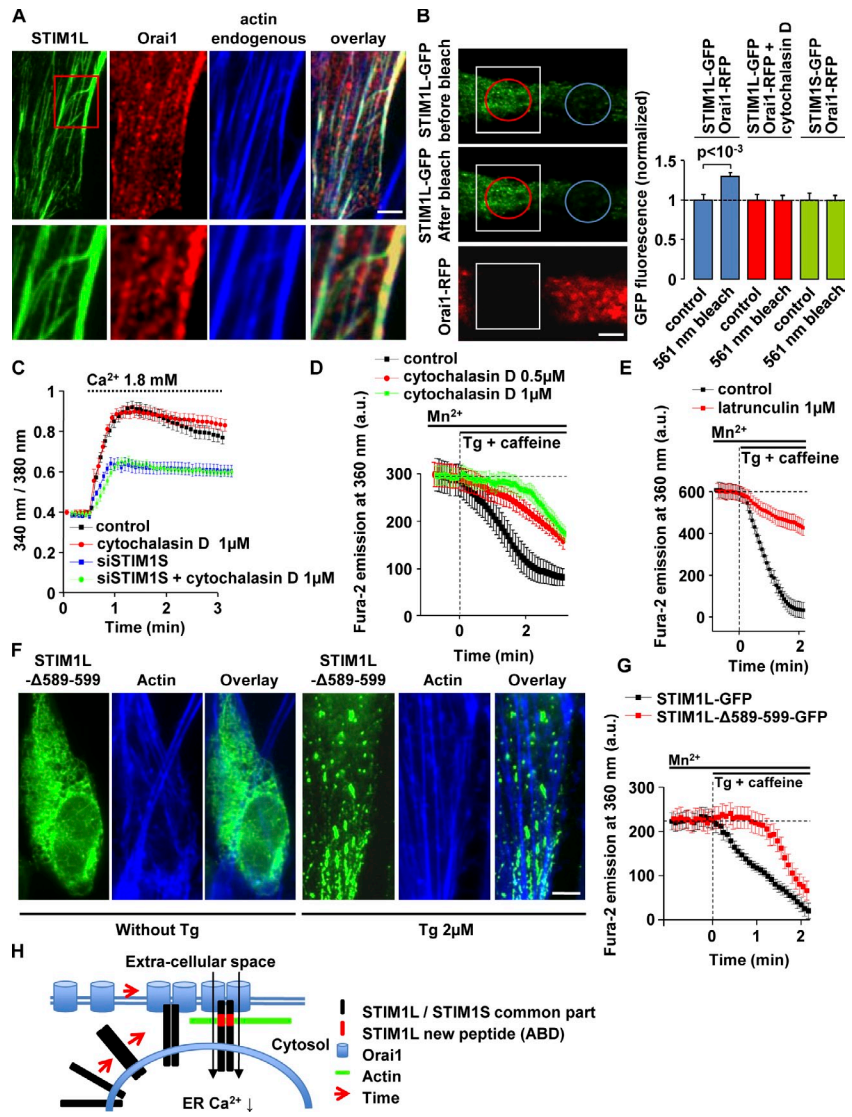 A
STIM1L
Orai1
actin
endogenous
overlay
B
STIM1L-GFP
before bleach
STIM1L-GFP
After bleach
Orai1-RFP
STIM1L-GFP
Orai1-RFP
STIM1L-GFP
Orai1-RFP +
cytochalasin D
STIM1S-GFP
Orai1-RFP
p<10-3
GFP fluorescence (normalized)
1.5
1
0.5
0
control
561 nm bleach
control
561 nm bleach
control
561 nm bleach
C
Ca2+ 1.8 mM
340 nm / 380 nm
1
0.8
0.6
0.4
0.2
control
cytochalasin D 1µM
siSTIM1S
siSTIM1S + cytochalasin D 1µM
0 1 2 3
Time (min)
D
control
cytochalasin D 0.5µM
cytochalasin D 1µM
Mn2+
Tg + caffeine
Fura-2 emission at 360 nm (a.u.)
300
200
100
0
0 2
Time (min)
E
control
latrunculin 1µM
Mn2+
Tg + caffeine
Fura-2 emission at 360 nm (a.u.)
600
400
200
0
0 1 2
Time (min)
F
STIM1L
-Δ589-599
Actin
Overlay
STIM1L
-Δ589-599
Actin
Overlay
Without Tg
Tg 2µM
G
STIM1L-GFP
STIM1L-Δ589-599-GFP
Mn2+
Tg + caffeine
Fura-2 emission at 360 nm (a.u.)
300
200
100
0
0 1 2
Time (min)
H
Extra-cellular space
Cytosol
ER Ca2+ ↓
STIM1L / STIM1S common part
STIM1L new peptide (ABD)
Orai1
Actin
Time